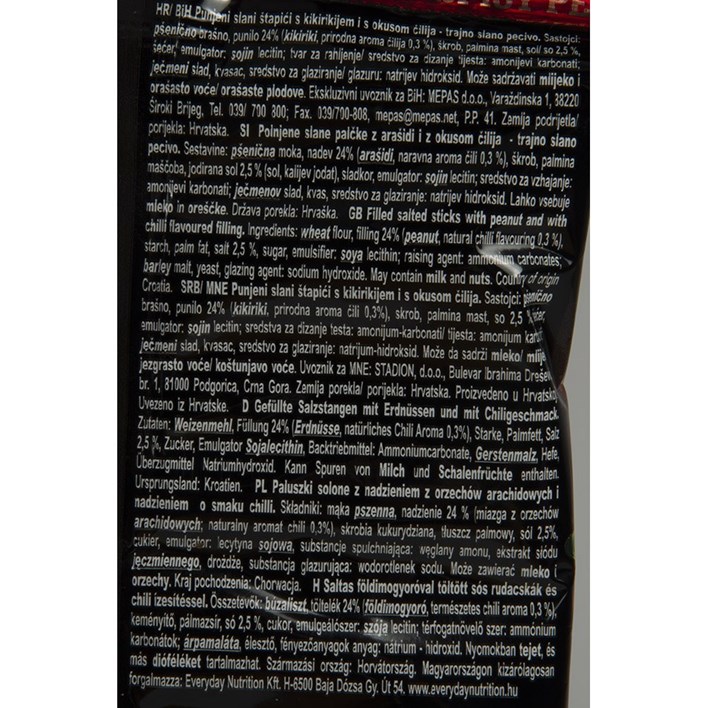 HR/ BiH Punjeni slani štapići s kikirikijem i s okusom čilija - trajno slano pecivo. Sastojci:
pšenično brašno, punilo 24% (kikiriki, prirodna aroma čilija 0,3 %), škrob, palmina mast, sol/ so 2,5 %,
šećer, emulgator: sojin lecitin; tvar za rahljenje/ sredstvo za dizanje tijesta: amonijevi karbonati;
ječmeni slad, kvasac, sredstvo za glaziranje/ glazuru: natrijev hidroksid. Može sadržavati mlijeko i
orašasto voće/ orašaste plodove. Ekskluzivni uvoznik za BiH: MEPAS d.o.o., Varaždinska 1, 88220
Široki Brijeg, Tel. 039/ 700 800; Fax. 039/700-808, mepas@mepas.net, P.P. 41. Zemlja podrijetla/
porijekla: Hrvatska. SI Polnjene slane palčke z arašidi i z okusom čilija - trajno slano
pecivo. Sestavine: pšenična moka, nadev 24% (arašidi, naravna aroma čili 0,3 %), škrob, palmina
maščoba, jodirana sol 2,5 % (sol, kalijev jodat), sladkor, emulgator: sojin lecitin; sredstvo za vzhajanje:
amonijevi karbonati; ječmenov slad, kvas, sredstvo za glaziranje: natrijev hidroksid. Lahko vsebuje
mleko in oreščke. Država porekla: Hrvaška. GB Filled salted sticks with peanut and with
chilli flavoured filling. Ingredients: wheat flour, filling 24% (peanut, natural chilli flavouring 0,3 %),
starch, palm fat, salt 2,5 %, sugar, emulsifier: soya lecithin; raising agent: ammonium carbonates;
barley malt, yeast, glazing agent: sodium hydroxide. May contain milk and nuts. Country of origin
Croatia. SRB/ MNE Punjeni slani štapići s kikirikijem i s okusom čilija. Sastojci: pšenično
brašno, punilo 24% (kikiriki, prirodna aroma čili 0,3%), škrob, palmina mast, so 2,5 %,
emulgator: sojin lecitin; sredstva za dizanje testa: amonijum-karbonati/ tijesta: amonijum
ječmeni slad, kvasac, sredstvo za glaziranje: natrijum-hidroksid. Može da sadrži mleko/
jezgrasto voće/ koštunjavo voće. Uvoznik za MNE: STADION, d.o.o., Bulevar Ibrahima
br. 1, 81000 Podgorica, Crna Gora. Zemlja porekla/ porijekla: Hrvatska. Proizvedeno u Hrvatskoj
Uvezeno iz Hrvatske. D Gefüllte Salzstangen mit Erdnüssen und mit Chiligeschmack.
Zutaten: Weizenmehl, Füllung 24% (Erdnüsse, natürliches Chili Aroma 0,3%), Starke, Palmfett, Salz
2,5 %, Zucker, Emulgator Sojalecithin, Backtriebmittel: Ammoniumcarbonate, Gerstenmalz, Hefe,
Überzugmittel Natriumhydroxid. Kann Spuren von Milch und Schalenfrüchte enthalten.
Ursprungsland: Kroatien. PL Paluszki solone z nadzieniem z orzechów arachidowych i
nadzieniem o smaku chilli. Składniki: mąka pszenna, nadzienie 24 % (miazga z orzechów
arachidowych; naturalny aromat chili 0,3%), skrobia kukurydziana, tłuszcz palmowy, sól 2,5%,
cukier, emulgator: lecytyna sojowa, substancje spulchniająca: węglany amonu, ekstrakt słodu
jęczmiennego, drożdże, substancja glazurująca: wodorotlenek sodu. Może zawierać mleko i
orzechy. Kraj pochodzenia: Chorwacja. H Saltas földimogyoróval töltött sós rudacskák és
chili izesítéssel. Összetevők: búzaliszt, töltelék 24% (földimogyoró, természetes chili aroma 0,3 %),
keményítő, pálmazsír, só 2,5 %, cukor, emulgeálószer: szója lecitin; térfogatnövelő szer: ammónium
karbonátok; árpamaláta, élesztő, fényezőanyagok anyag: nátrium - hidroxid. Nyomokban tejet, és
más dióféléket tartalmazhat. Származási ország: Horvátország. Magyarországon kizárólagosan
forgalmazza: Everyday Nutrition Kft. H-6500 Baja Dózsa Gy. Út 54. www.everydaynutrition.hu